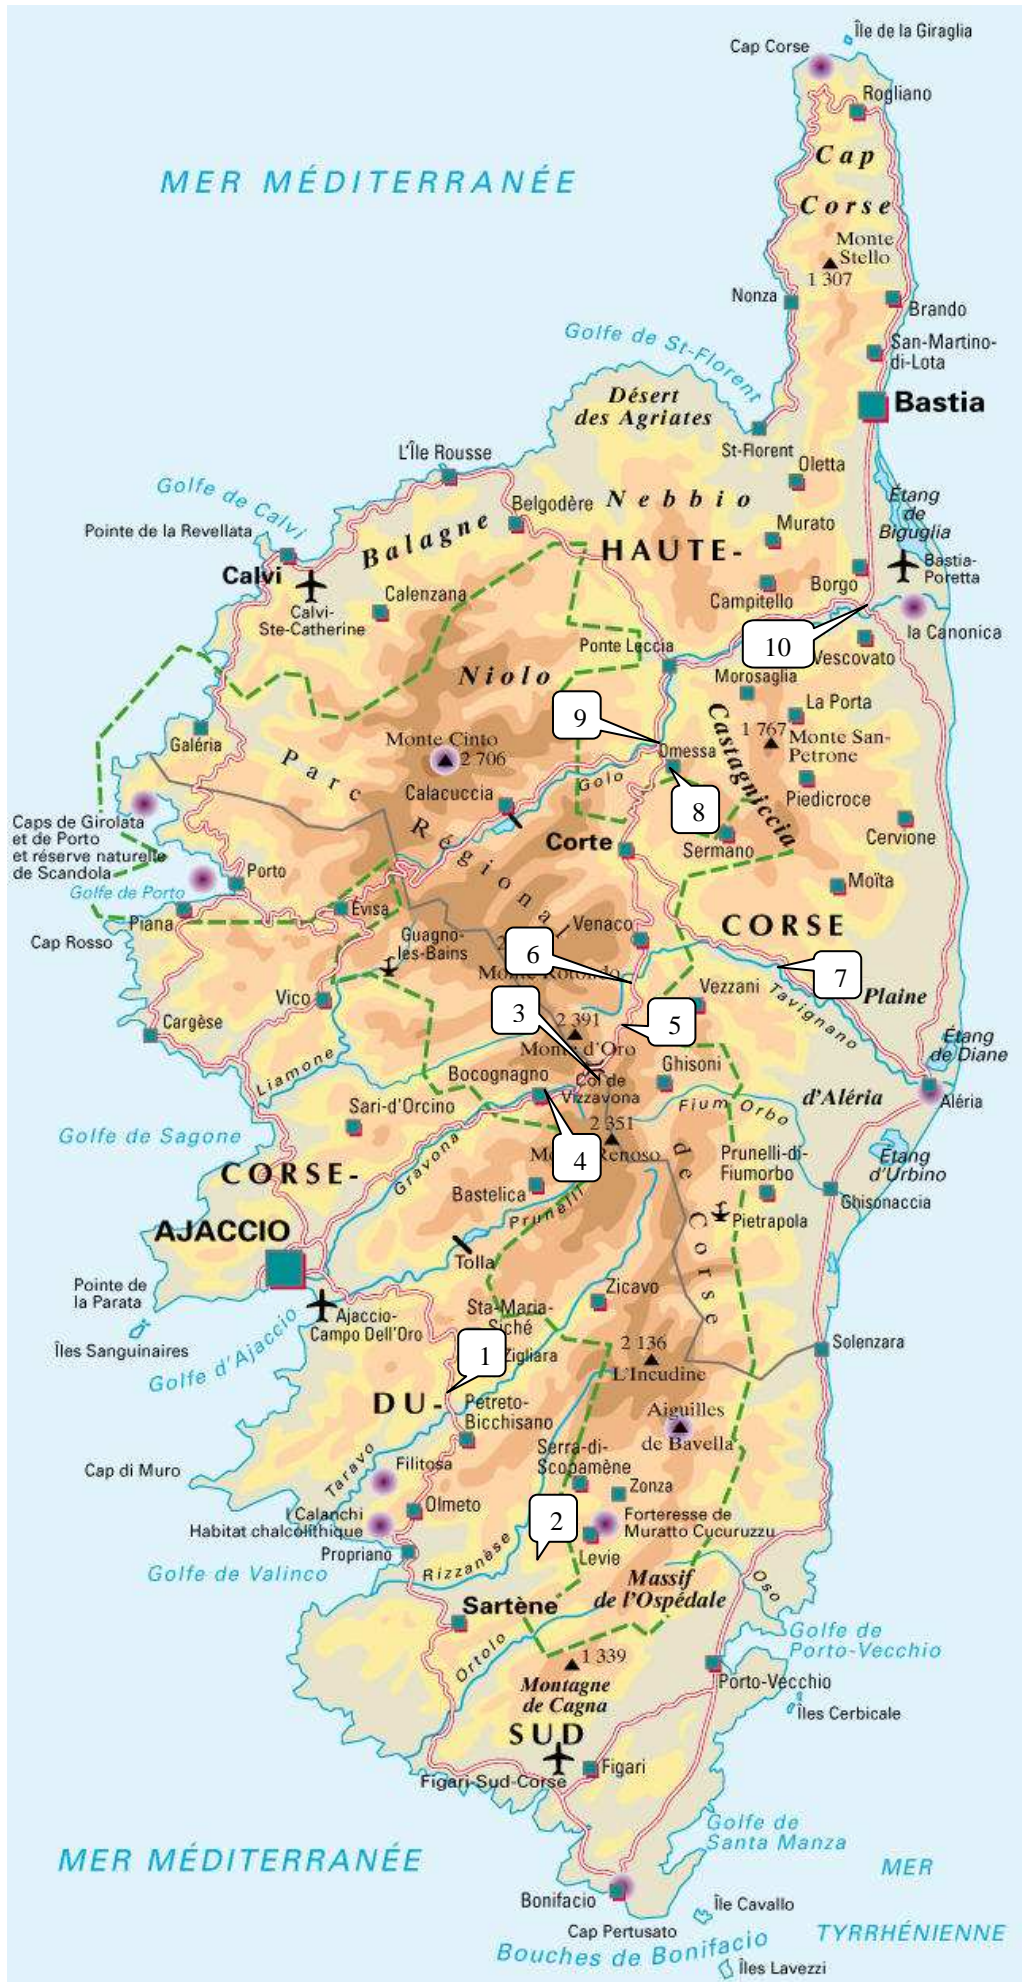 Île de la Giraglia
Cap Corse
Rogliano
Cap
Corse
MER MÉDITERRANÉE
Monte
Stello
1 307
Nonza
Brando
Golfe de St-Florent
San-Martino-
di-Lota
Désert
des Agriates
Bastia
St-Florent
L'Île Rousse
Oletta
Golfe de Calvi
Belgodère
Nebbio
Étang
de
Biguglia
Pointe de la Revellata
Balagne
Murato
HAUTE-
Calvi
Bastia-
Poretta
Calvi-
Ste-Catherine
Calenzana
Borgo
Campitello
la Canonica
10
Ponte Leccia
Vescovato
Niolo
Morosaglia
La Porta
9
Castagniccia
Galéria
Monte Cinto
2 706
1 767
Monte San-
Petrone
Omessa
Parc
Golo
Piedicroce
Calacuccia
8
Caps de Girolata
et de Porto
et réserve naturelle
de Scandola
Régional
Corte
Sermano
Cervione
Porto
Golfe de Porto
Moïta
Piana
Évisa
Cap Rosso
Guagno-
les-Bains
Venaco
CORSE
6
Monte Rotondo
7
Vezzani
Tavignano
Plaine
Vico
3
5
Cargèse
2 391
Monte d'Oro
Étang
de Diane
Liamone
Ghisoni
Bocognagno
Col de
Vizzavona
d'Aléria
Aléria
Sari-d'Orcino
Fium Orbo
Golfe de Sagone
2 351
Gravona
4
Renoso
de Corse
Prunelli-di-
Fiumorbo
Étang
d'Urbino
CORSE-
Bastelica
Ghisonaccia
Prunelli
Pietrapola
AJACCIO
Tolla
Pointe de
la Parata
Zicavo
Ajaccio-
Campo Dell'Oro
Sta-Maria-
Siché
Îles Sanguinaires
Golfe d'Ajaccio
1
Zigliara
2 136
L'Incudine
Solenzara
DU-
Petreto-
Bicchisano
Aiguilles
de Bavella
Cap di Muro
Taravo
Filitosa
Serra-di-
Scopamène
Zonza
Olmeto
I Calanchi
Habitat chalcolithique
2
Forteresse de
Muratto Cucuruzzu
Propriano
Levie
Golfe de Valinco
Rizzanèse
Massif
de l'Ospédale
Oso
Sartène
Golfe de
Porto-Vecchio
Ortolo
1 339
Porto-Vecchio
Montagne
de Cagna
Îles Cerbicale
SUD
Figari-Sud-Corse
Figari
Golfe de
Santa Manza
MER MÉDITERRANÉE
MER
TYRRHÉNIENNE
Bonifacio
Île Cavallo
Cap Pertusato
Bouches de Bonifacio
Îles Lavezzi